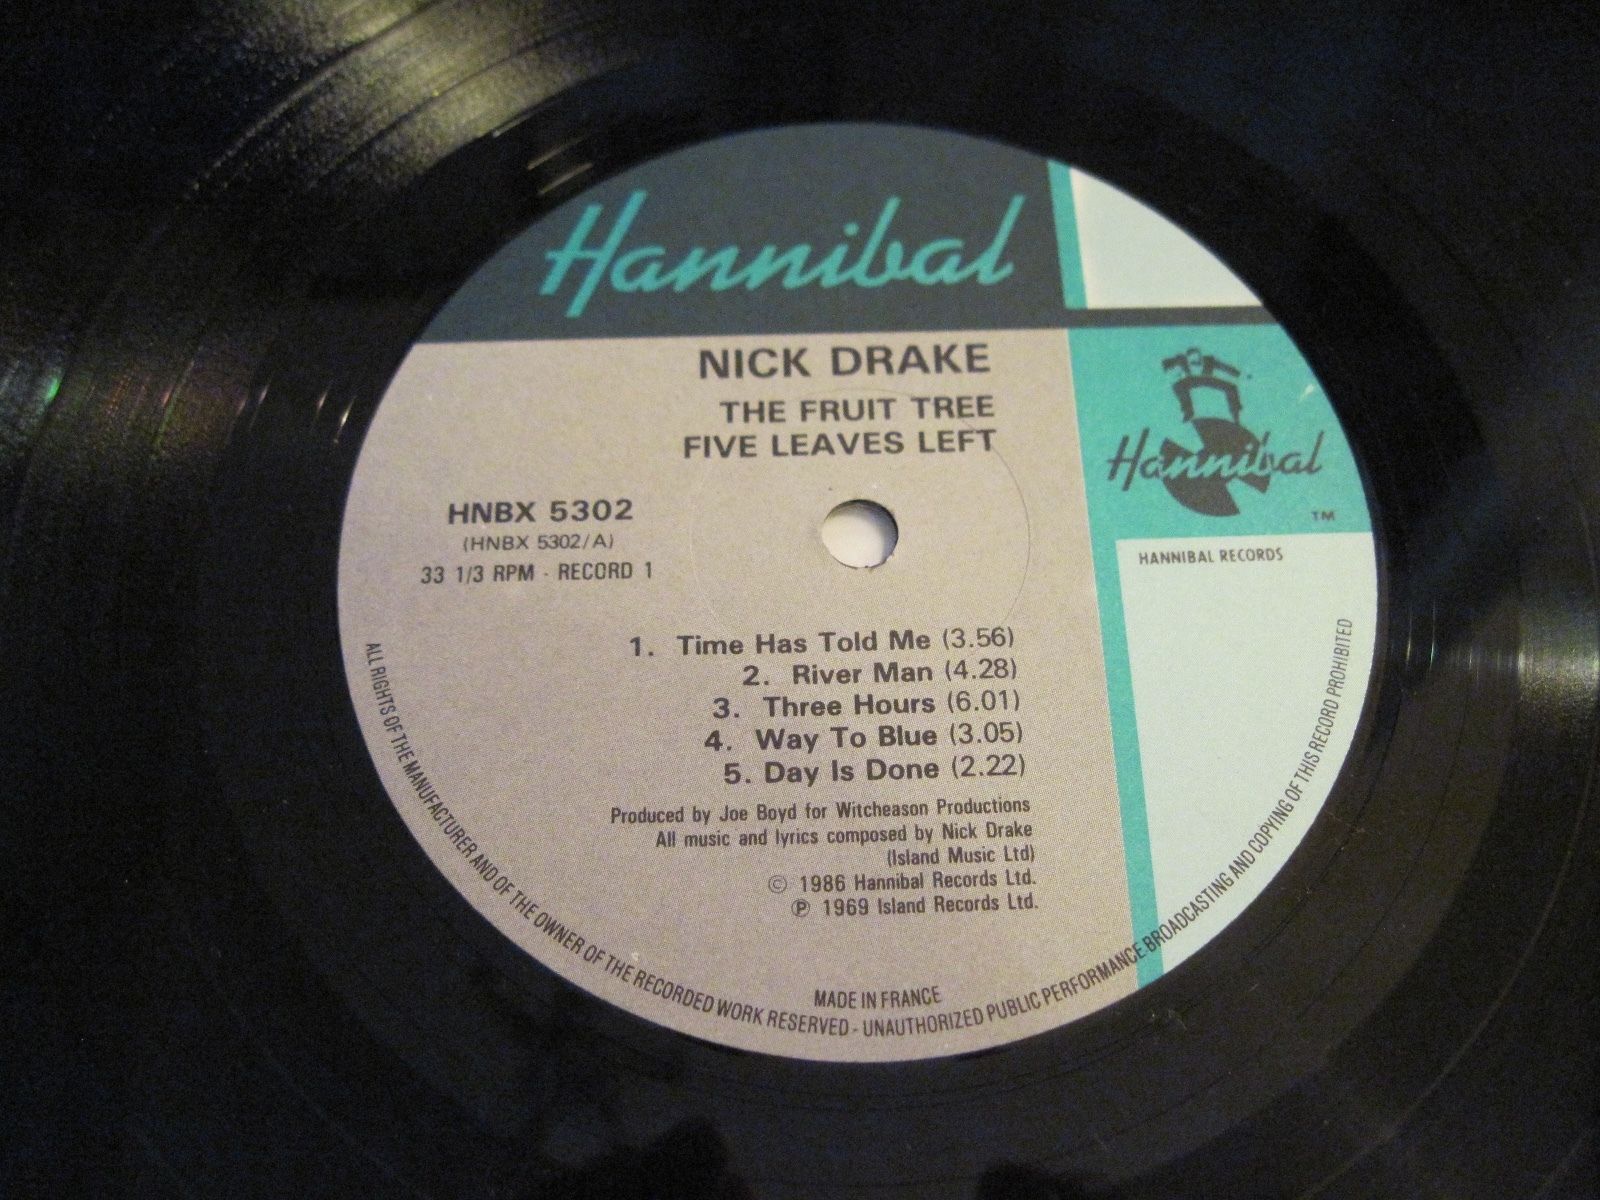 Hannibal
NICK DRAKE
THE FRUIT TREE
FIVE LEAVES LEFT
HNBX 5302
(HNBX 5302/A)
33 1/3 RPM - RECORD 1
Hannibal
TM
HANNIBAL RECORDS
1. Time Has Told Me (3.56)
2. River Man (4.28)
3. Three Hours (6.01)
4. Way To Blue (3.05)
5. Day Is Done (2.22)
Produced by Joe Boyd for Witcheason Productions
All music and lyrics composed by Nick Drake
(Island Music Ltd)
© 1986 Hannibal Records Ltd.
℗ 1969 Island Records Ltd.
MADE IN FRANCE
ALL RIGHTS OF THE MANUFACTURER AND OF THE OWNER OF THE RECORDED WORK RESERVED - UNAUTHORIZED PUBLIC PERFORMANCE BROADCASTING AND COPYING OF THIS RECORD PROHIBITED